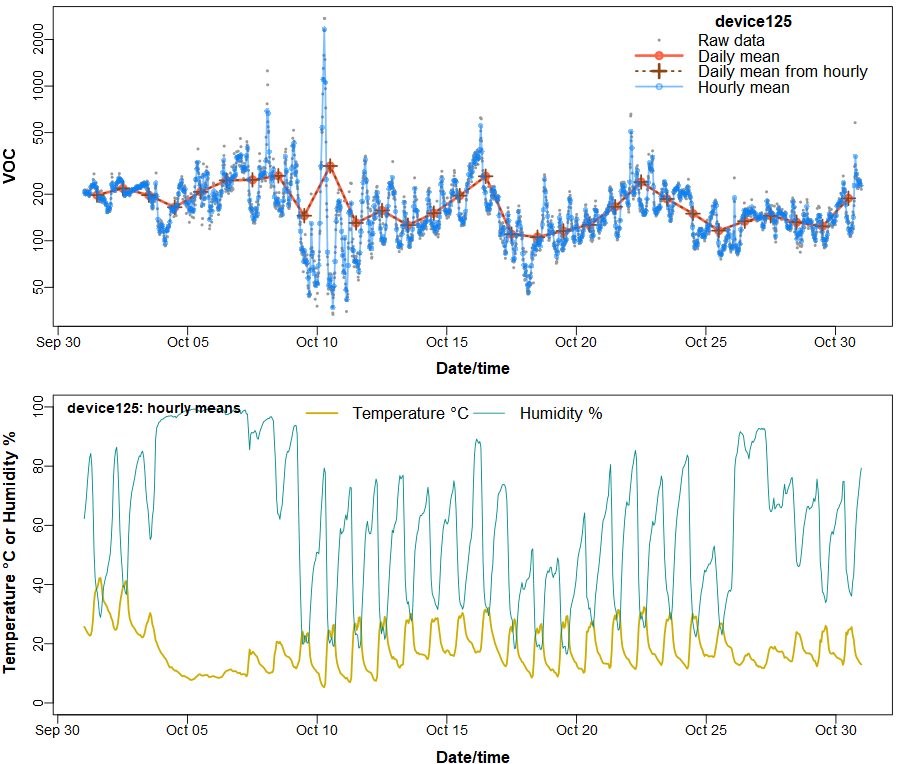 device125
Raw data
Daily mean
Daily mean from hourly
Hourly mean
VOC
2000
1000
500
200
100
50
Sep 30 Oct 05 Oct 10 Oct 15 Oct 20 Oct 25 Oct 30
Date/time
device125: hourly means
Temperature °C Humidity %
Temperature °C or Humidity %
100
80
60
40
20
0
Sep 30 Oct 05 Oct 10 Oct 15 Oct 20 Oct 25 Oct 30
Date/time